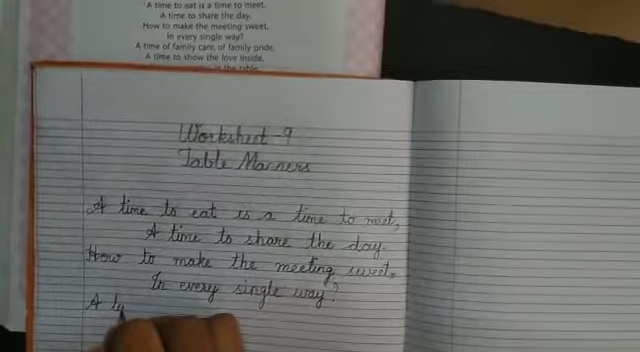 A time to eat is a time to meet,
A time to share the day.
How to make the meeting sweet,
In every single way?
A time of family care, of family pride.
A time to show the love inside.
Worksheet-9
Table Manners
A time to eat is a time to meet,
A time to share the day.
How to make the meeting sweet.
In every single way?
A